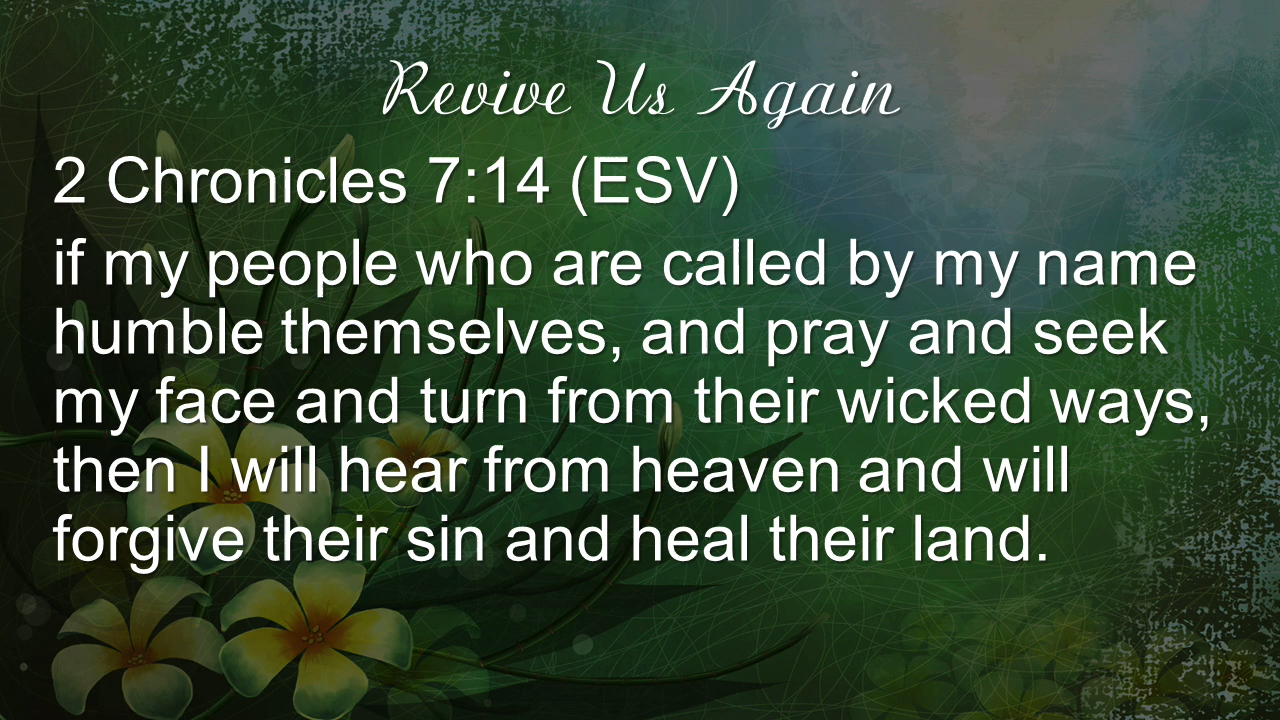 Revive Us Again
2 Chronicles 7:14 (ESV)
if my people who are called by my name
humble themselves, and pray and seek
my face and turn from their wicked ways,
then I will hear from heaven and will
forgive their sin and heal their land.